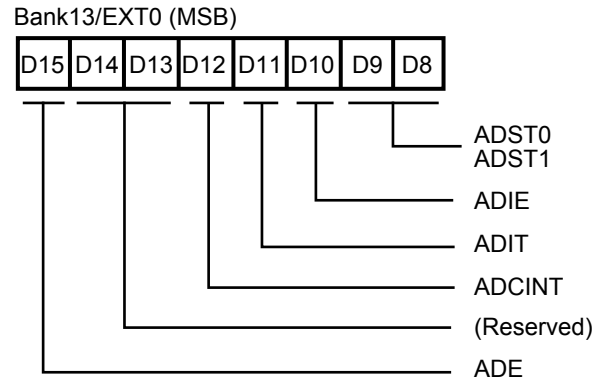 Bank13/EXT0 (MSB)
D15 D14 D13 D12 D11 D10 D9 D8
ADST0
ADST1
ADIE
ADIT
ADCINT
(Reserved)
ADE